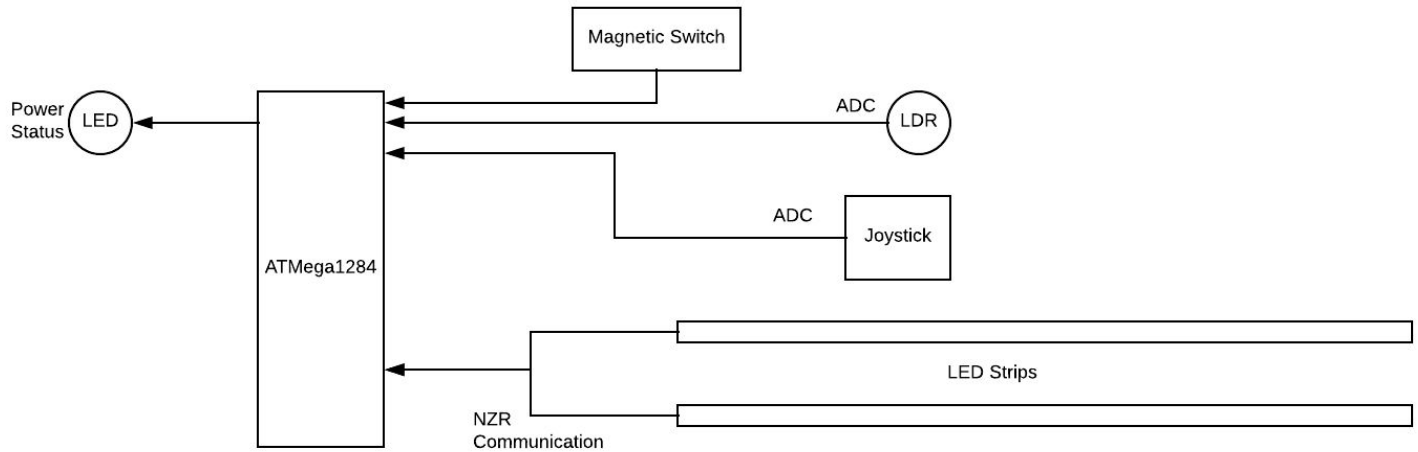 Magnetic Switch
Power
Status
LED
ADC
LDR
ADC
Joystick
ATMega1284
LED Strips
NZR
Communication